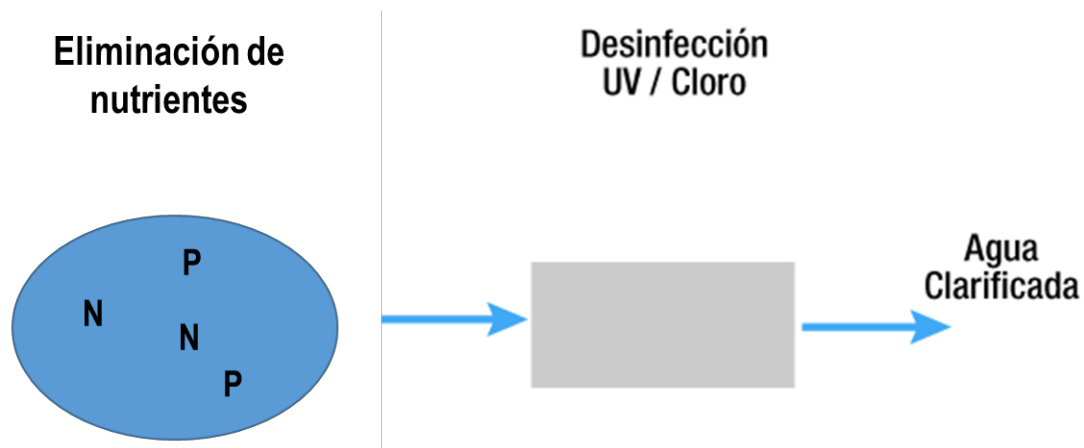 Eliminación de
nutrientes
Desinfección
UV / Cloro
P
N
N
P
Agua
Clarificada